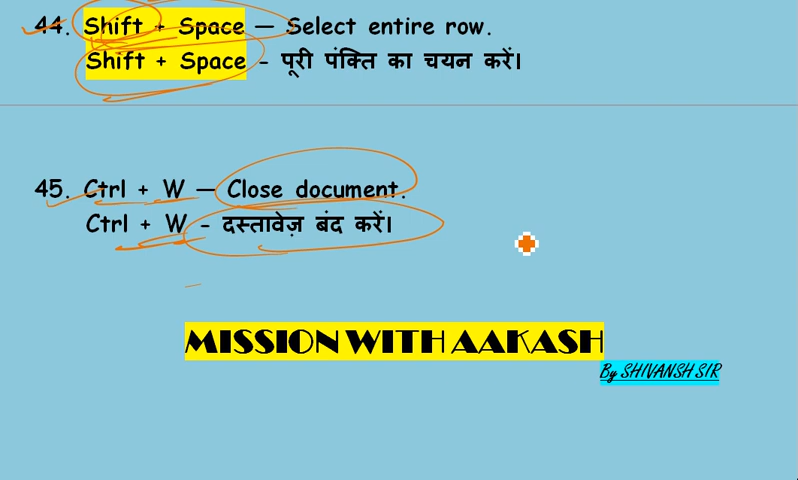 44. Shift + Space — Select entire row.
Shift + Space - पूरी पंक्ति का चयन करें।
45. Ctrl + W — Close document.
Ctrl + W - दस्तावेज़ बंद करें।
MISSION WITH AAKASH
By SHIVANSH SIR